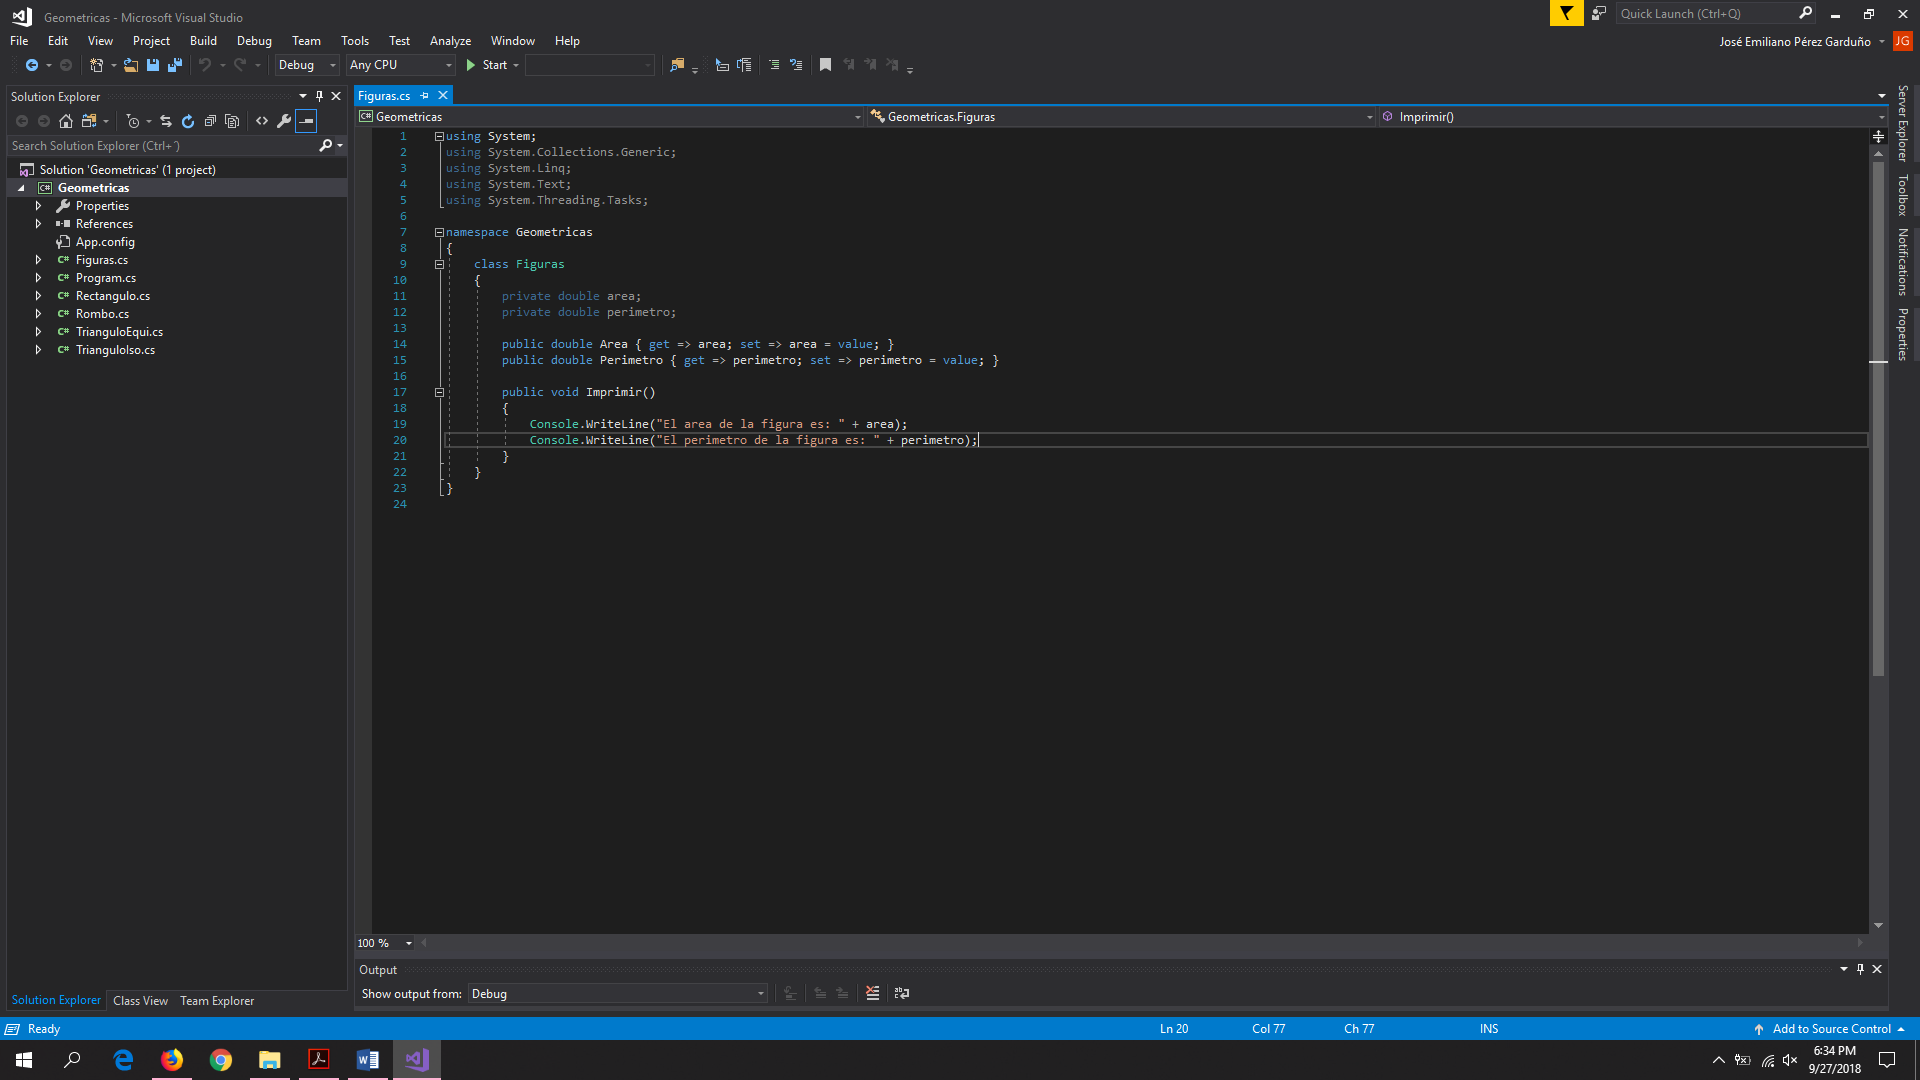 Geometricas - Microsoft Visual Studio
Quick Launch (Ctrl+Q)
File Edit View Project Build Debug Team Tools Test Analyze Window Help
José Emiliano Pérez Garduño JG
Debug Any CPU Start
Solution Explorer
Search Solution Explorer (Ctrl+´)
Solution 'Geometricas' (1 project)
C# Geometricas
Properties
References
App.config
C# Figuras.cs
C# Program.cs
C# Rectangulo.cs
C# Rombo.cs
C# TrianguloEqui.cs
C# TrianguloIso.cs
Solution Explorer Class View Team Explorer
Figuras.cs
C# Geometricas Geometricas.Figuras Imprimir()
1 using System;
2 using System.Collections.Generic;
3 using System.Linq;
4 using System.Text;
5 using System.Threading.Tasks;
6
7 namespace Geometricas
8 {
9 class Figuras
10 {
11 private double area;
12 private double perimetro;
13
14 public double Area { get => area; set => area = value; }
15 public double Perimetro { get => perimetro; set => perimetro = value; }
16
17 public void Imprimir()
18 {
19 Console.WriteLine("El area de la figura es: " + area);
20 Console.WriteLine("El perimetro de la figura es: " + perimetro);
21 }
22 }
23 }
24
100 %
Output
Show output from: Debug
Server Explorer
Toolbox
Notifications
Properties
Ready Ln 20 Col 77 Ch 77 INS Add to Source Control
6:34 PM
9/27/2018